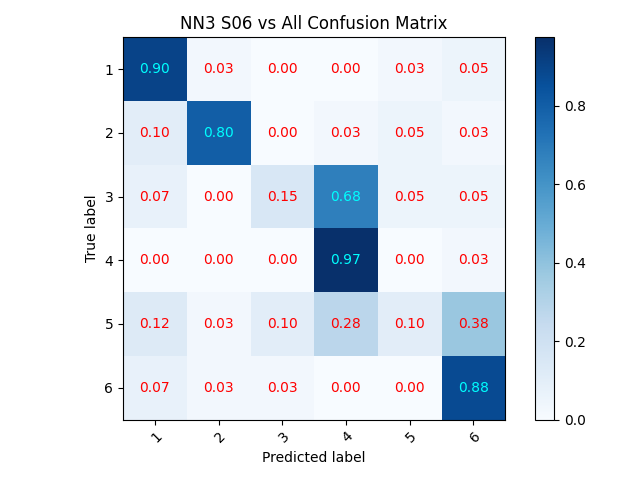 NN3 S06 vs All Confusion Matrix
1 0.90 0.03 0.00 0.00 0.03 0.05
2 0.10 0.80 0.00 0.03 0.05 0.03
3 0.07 0.00 0.15 0.68 0.05 0.05
4 0.00 0.00 0.00 0.97 0.00 0.03
5 0.12 0.03 0.10 0.28 0.10 0.38
6 0.07 0.03 0.03 0.00 0.00 0.88
1 2 3 4 5 6
True label
Predicted label
0.8
0.6
0.4
0.2
0.0